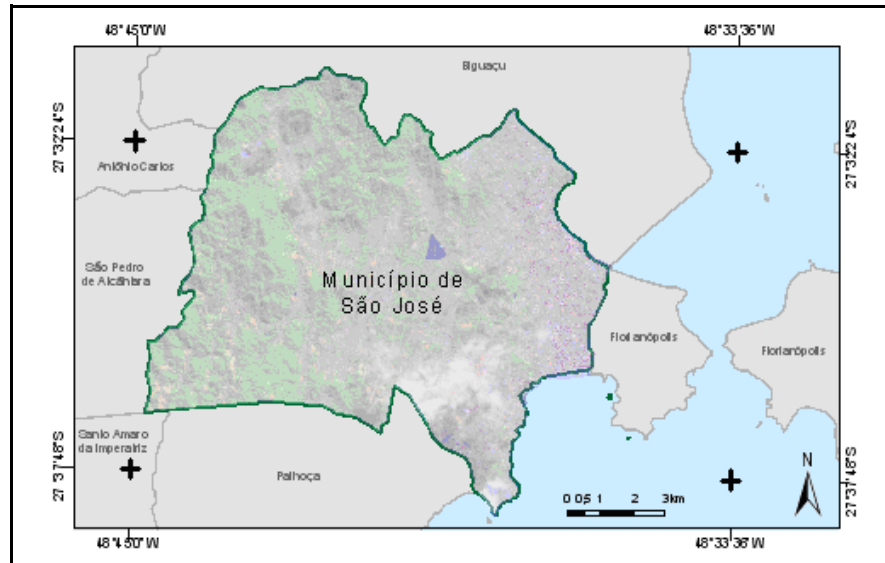 48°45'0"W
48°33'36"W
Biguaçu
27°32'24"S
27°32'24"S
Antônio Carlos
São Pedro
de Alcântara
Município de
São José
Florianópolis
Florianópolis
Santo Amaro
da Imperatriz
Palhoça
27°37'48"S
27°37'48"S
N
0 0,5 1 2 3km
48°45'0"W
48°33'36"W